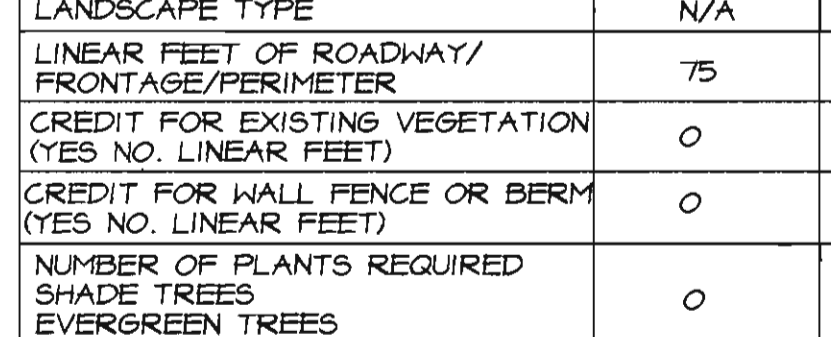 LANDSCAPE TYPE N/A
LINEAR FEET OF ROADWAY/
FRONTAGE/PERIMETER 75
CREDIT FOR EXISTING VEGETATION
(YES NO. LINEAR FEET) 0
CREDIT FOR WALL FENCE OR BERM
(YES NO. LINEAR FEET) 0
NUMBER OF PLANTS REQUIRED
SHADE TREES 0
EVERGREEN TREES